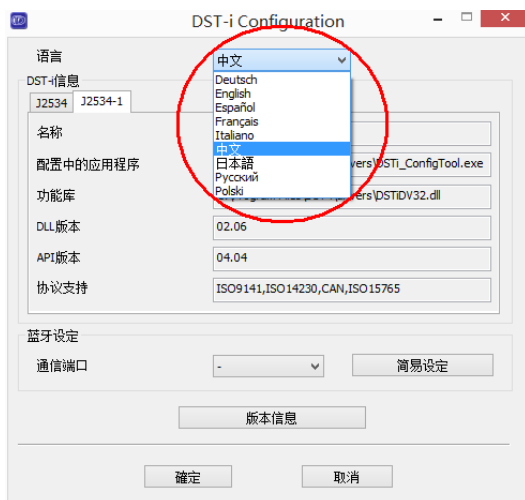 DST-i Configuration
语言
中文
Deutsch
English
Español
Français
Italiano
中文
日本語
Русский
Polski
DST-i信息
J2534
J2534-1
名称
配置中的应用程序
vers\DSTi_ConfigTool.exe
功能库
ers\DSTiDV32.dll
DLL版本
02.06
API版本
04.04
协议支持
ISO9141,ISO14230,CAN,ISO15765
蓝牙设定
通信端口
-
简易设定
版本信息
確定
取消